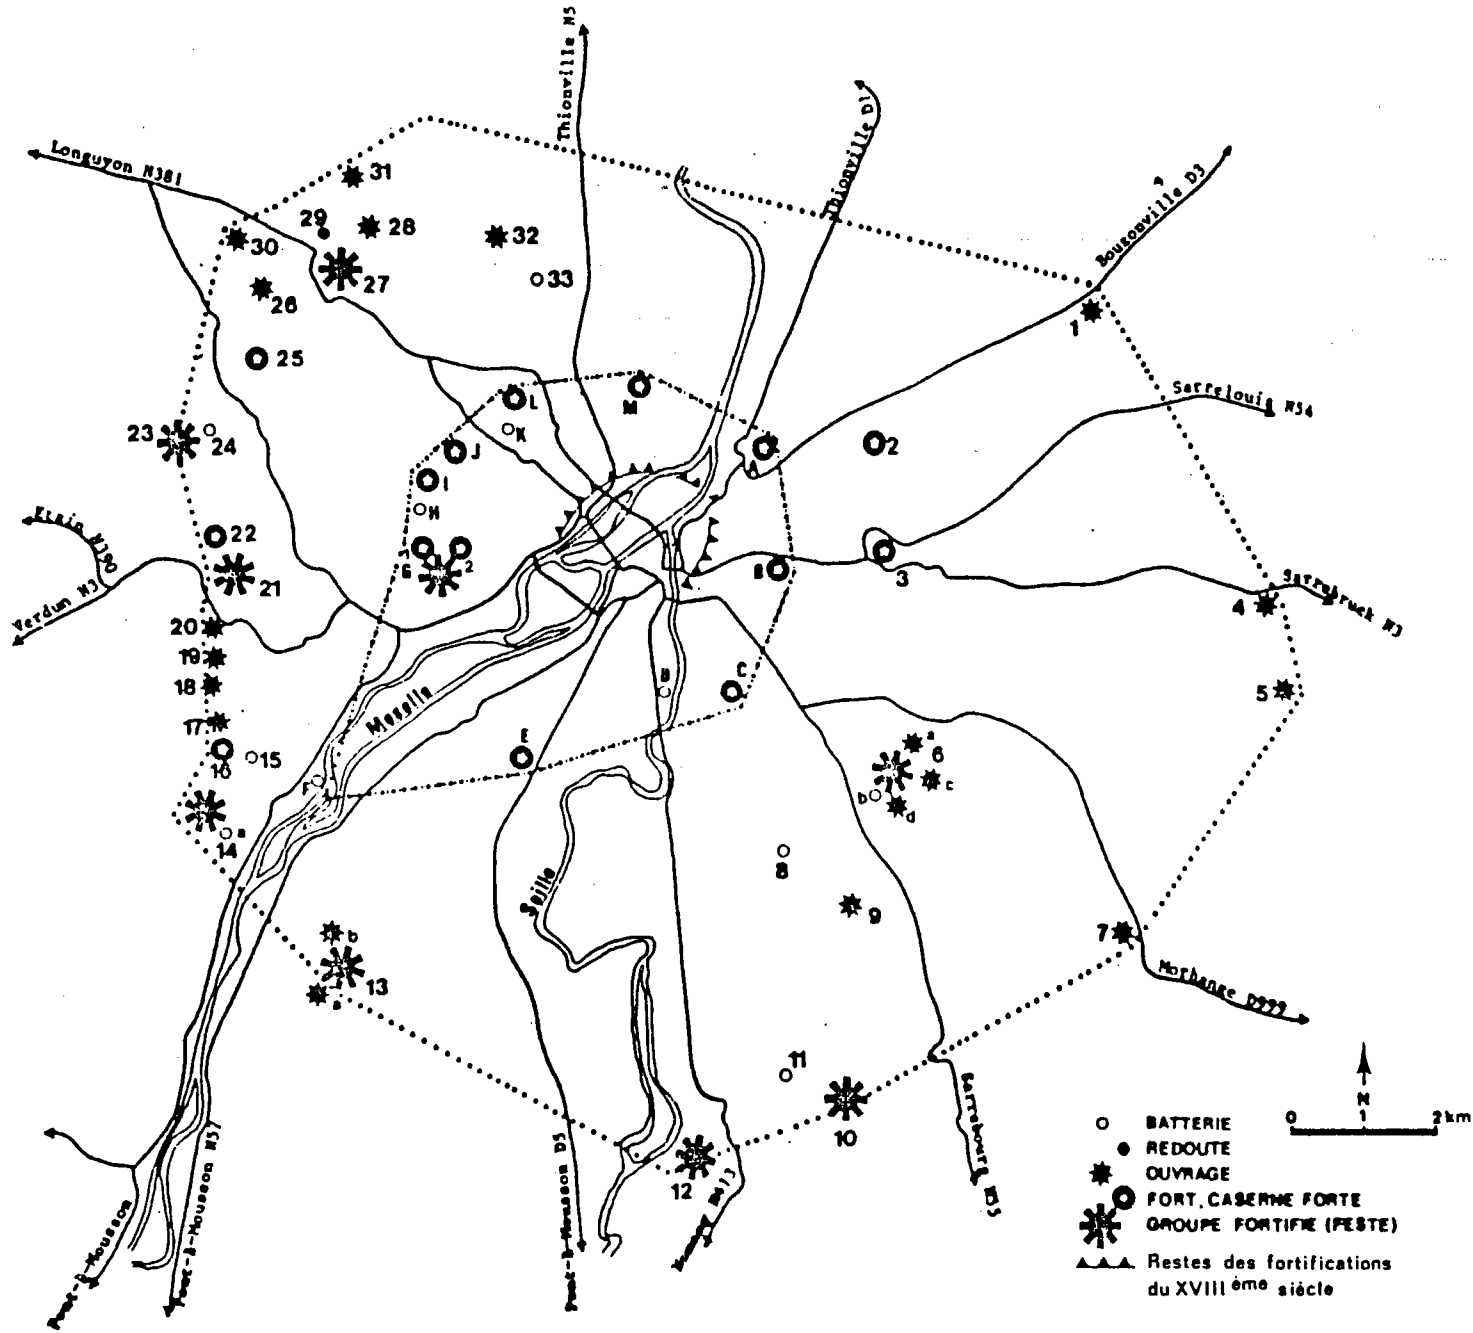 Thionville N5
Thionville D1
Longuyon N381
Bouzonville D3
31
29
28
32
30
27
33
26
1
25
Sarrelouis N54
L
M
23
24
K
J
A
2
I
H
22
Etain N390
G
2
21
B
3
Verdun N3
20
4
Sarrebruck N3
19
18
D
C
5
17
Moselle
E
a
16
15
6
F
c
b
d
a
14
8
Seille
9
b
7
13
a
Morhange D999
11
N
10
0 1 2km
BATTERIE
REDOUTE
OUVRAGE
FORT, CASERNE FORTE
GROUPE FORTIFIE (FESTE)
Restes des fortifications
du XVIII ème siècle
12
Sarrebourg N55
N413
Pont-à-Mousson D5
Pont-à-Mousson N57
Pont-à-Mousson